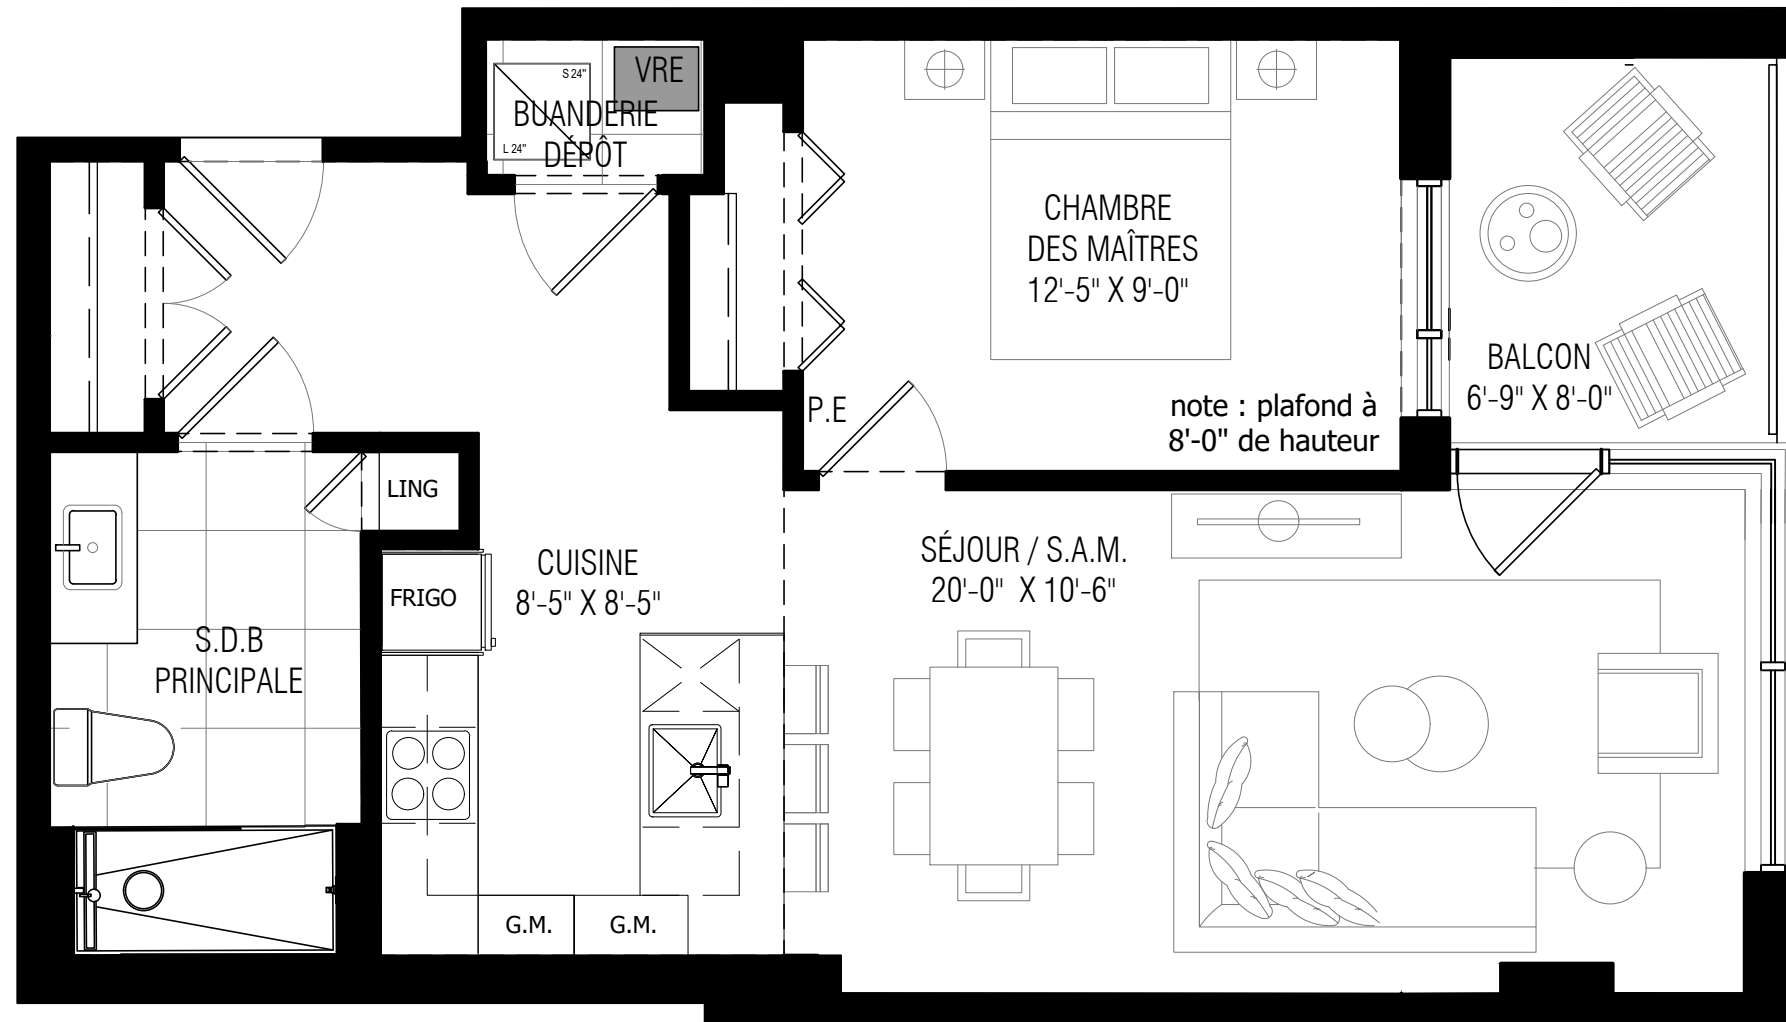 VRE
S 24"
BUANDERIE
DÉPÔT
L 24"
CHAMBRE
DES MAÎTRES
12'-5" X 9'-0"
BALCON
6'-9" X 8'-0"
P.E
note : plafond à
8'-0" de hauteur
LING
CUISINE
8'-5" X 8'-5"
FRIGO
SÉJOUR / S.A.M.
20'-0" X 10'-6"
S.D.B
PRINCIPALE
G.M.
G.M.